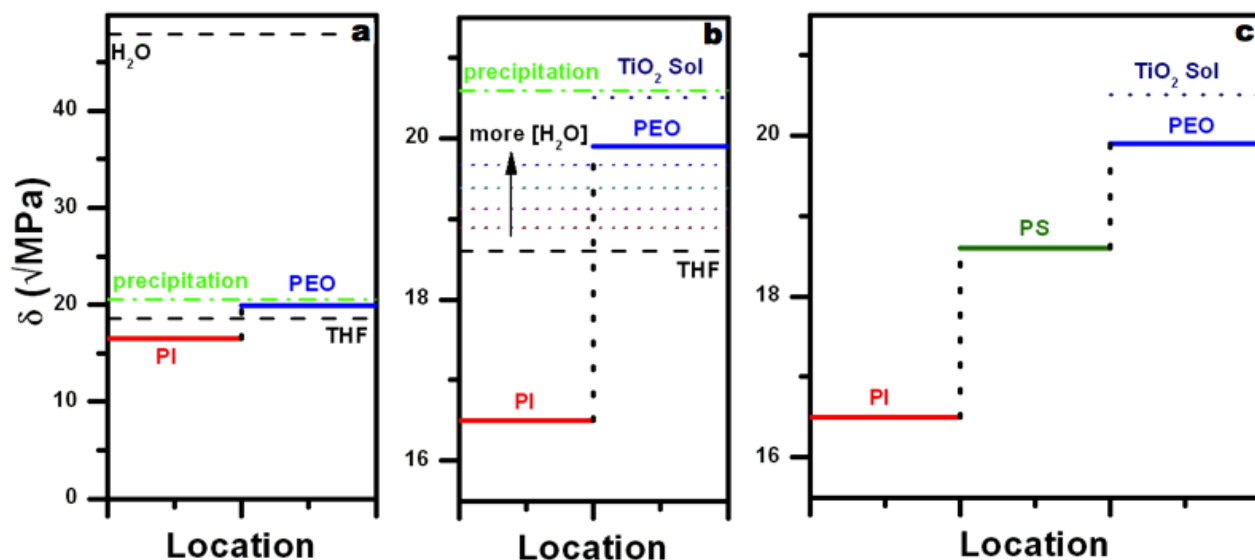 a
H₂O
40
30
20
10
0
δ (√MPa)
precipitation
PEO
THF
PI
Location
b
TiO₂ Sol
precipitation
20
more [H₂O]
PEO
THF
18
PI
16
Location
c
TiO₂ Sol
20
PEO
PS
18
PI
16
Location